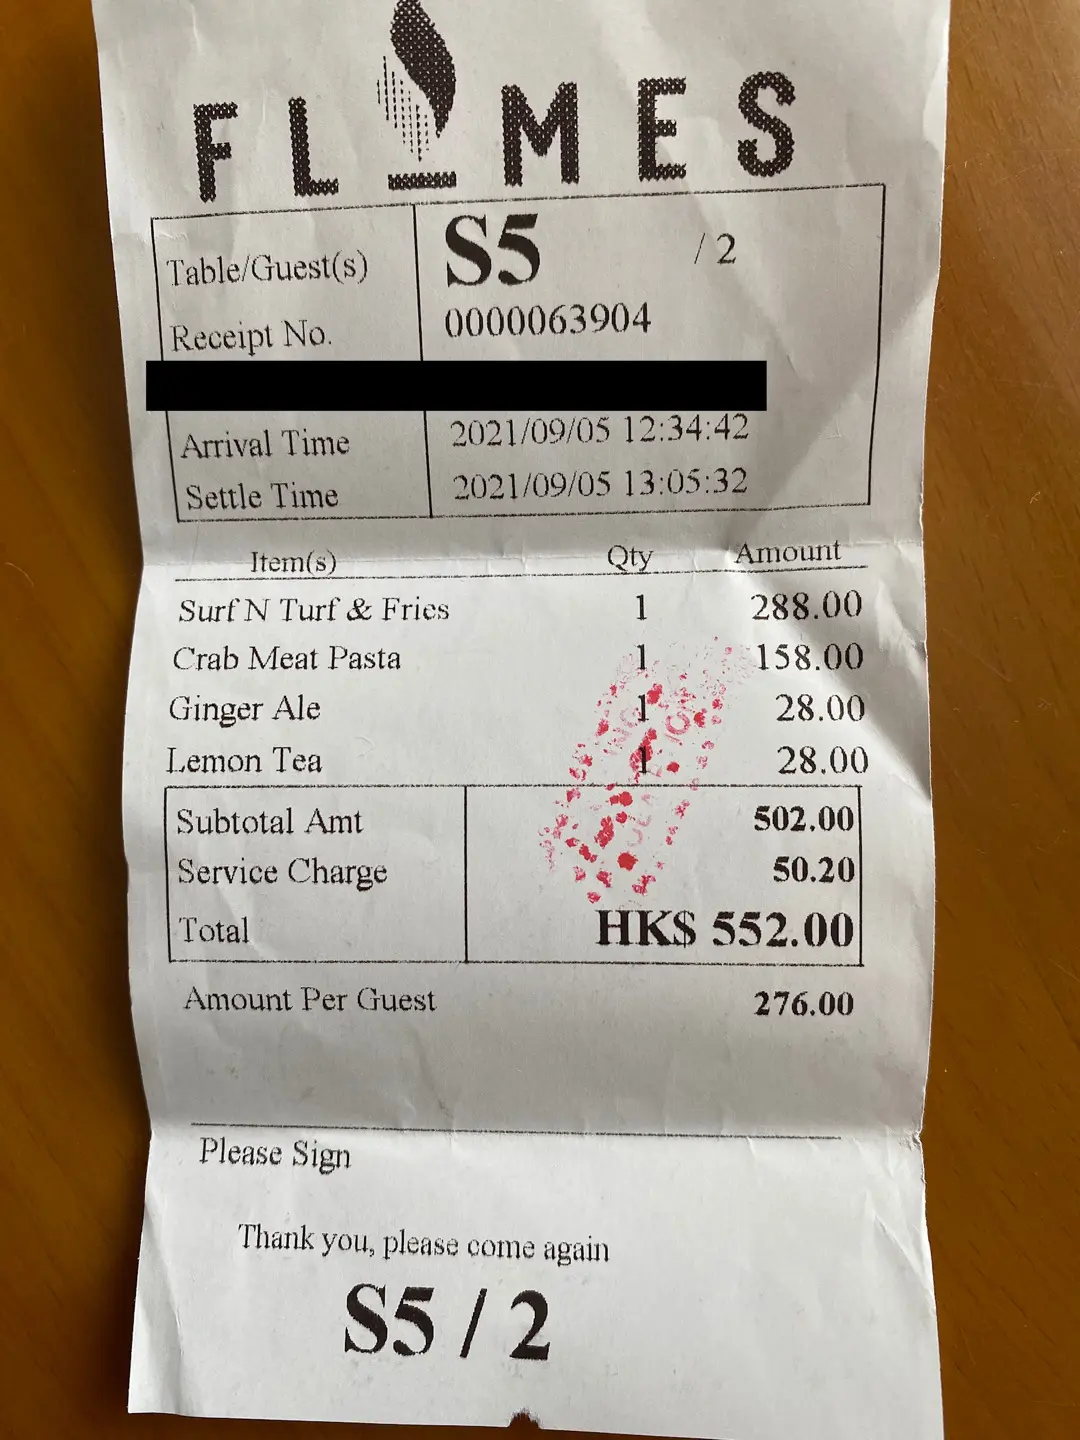 FLAMES
Table/Guest(s) S5 / 2
Receipt No. 0000063904
Arrival Time 2021/09/05 12:34:42
Settle Time 2021/09/05 13:05:32
Item(s) Qty Amount
Surf N Turf & Fries 1 288.00
Crab Meat Pasta 1 158.00
Ginger Ale 1 28.00
Lemon Tea 1 28.00
Subtotal Amt 502.00
Service Charge 50.20
Total HK$ 552.00
Amount Per Guest 276.00
Please Sign
Thank you, please come again
S5 / 2